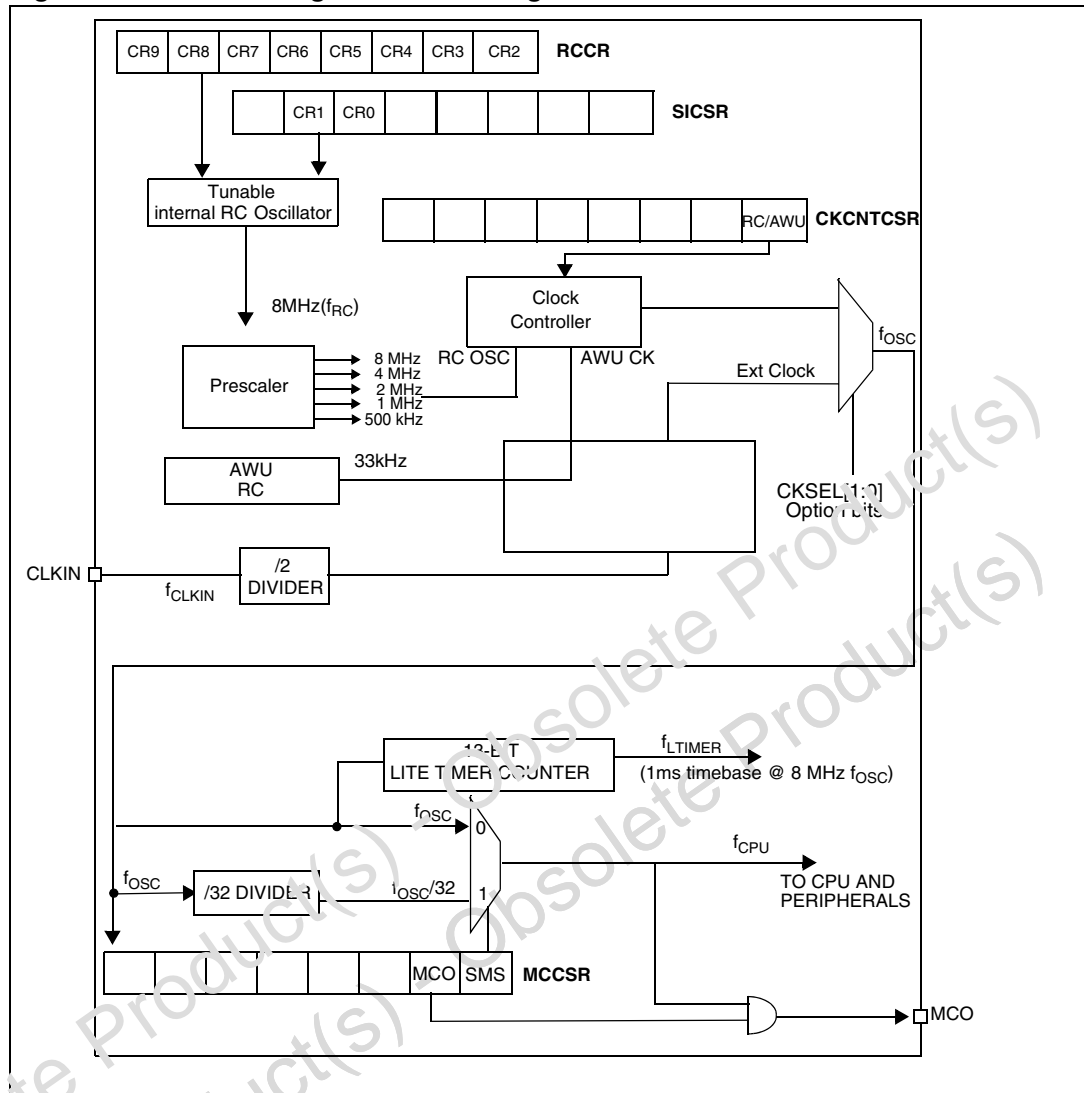 CR9 CR8 CR7 CR6 CR5 CR4 CR3 CR2 RCCR
CR1 CR0 SICSR
Tunable
internal RC Oscillator
RC/AWU CKCNTCSR
8MHz(fRC)
Clock
Controller
RC OSC AWU CK
fOSC
Ext Clock
Prescaler
8 MHz
4 MHz
2 MHz
1 MHz
500 kHz
AWU
RC
33kHz
CKSEL[1:0]
Option bits
CLKIN
fCLKIN
/2
DIVIDER
13-BIT
LITE TIMER COUNTER
fLTIMER
(1ms timebase @ 8 MHz fOSC)
fOSC
0
fCPU
TO CPU AND
PERIPHERALS
fOSC
/32 DIVIDER
fOSC/32
1
MCO SMS MCCSR
MCO
Obsolete Product(s)
Obsolete Product(s)
Product(s) - Obsolete Product(s)